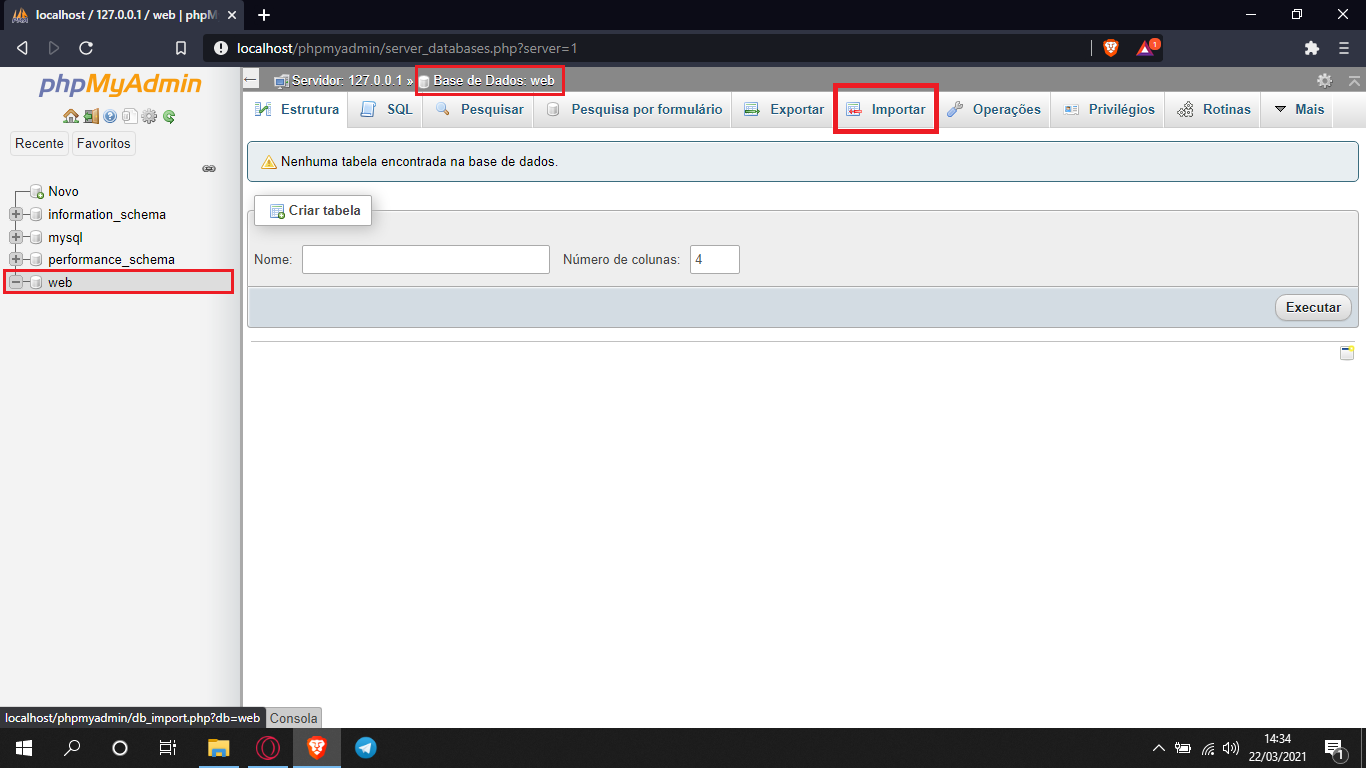 localhost / 127.0.0.1 / web | phpM
localhost/phpmyadmin/server_databases.php?server=1
1
phpMyAdmin
Recente Favoritos
Novo
information_schema
mysql
performance_schema
web
Servidor: 127.0.0.1 » Base de Dados: web
Estrutura SQL Pesquisar Pesquisa por formulário Exportar Importar Operações Privilégios Rotinas Mais
Nenhuma tabela encontrada na base de dados.
Criar tabela
Nome: Número de colunas: 4
Executar
localhost/phpmyadmin/db_import.php?db=web
Consola
14:34
22/03/2021
1